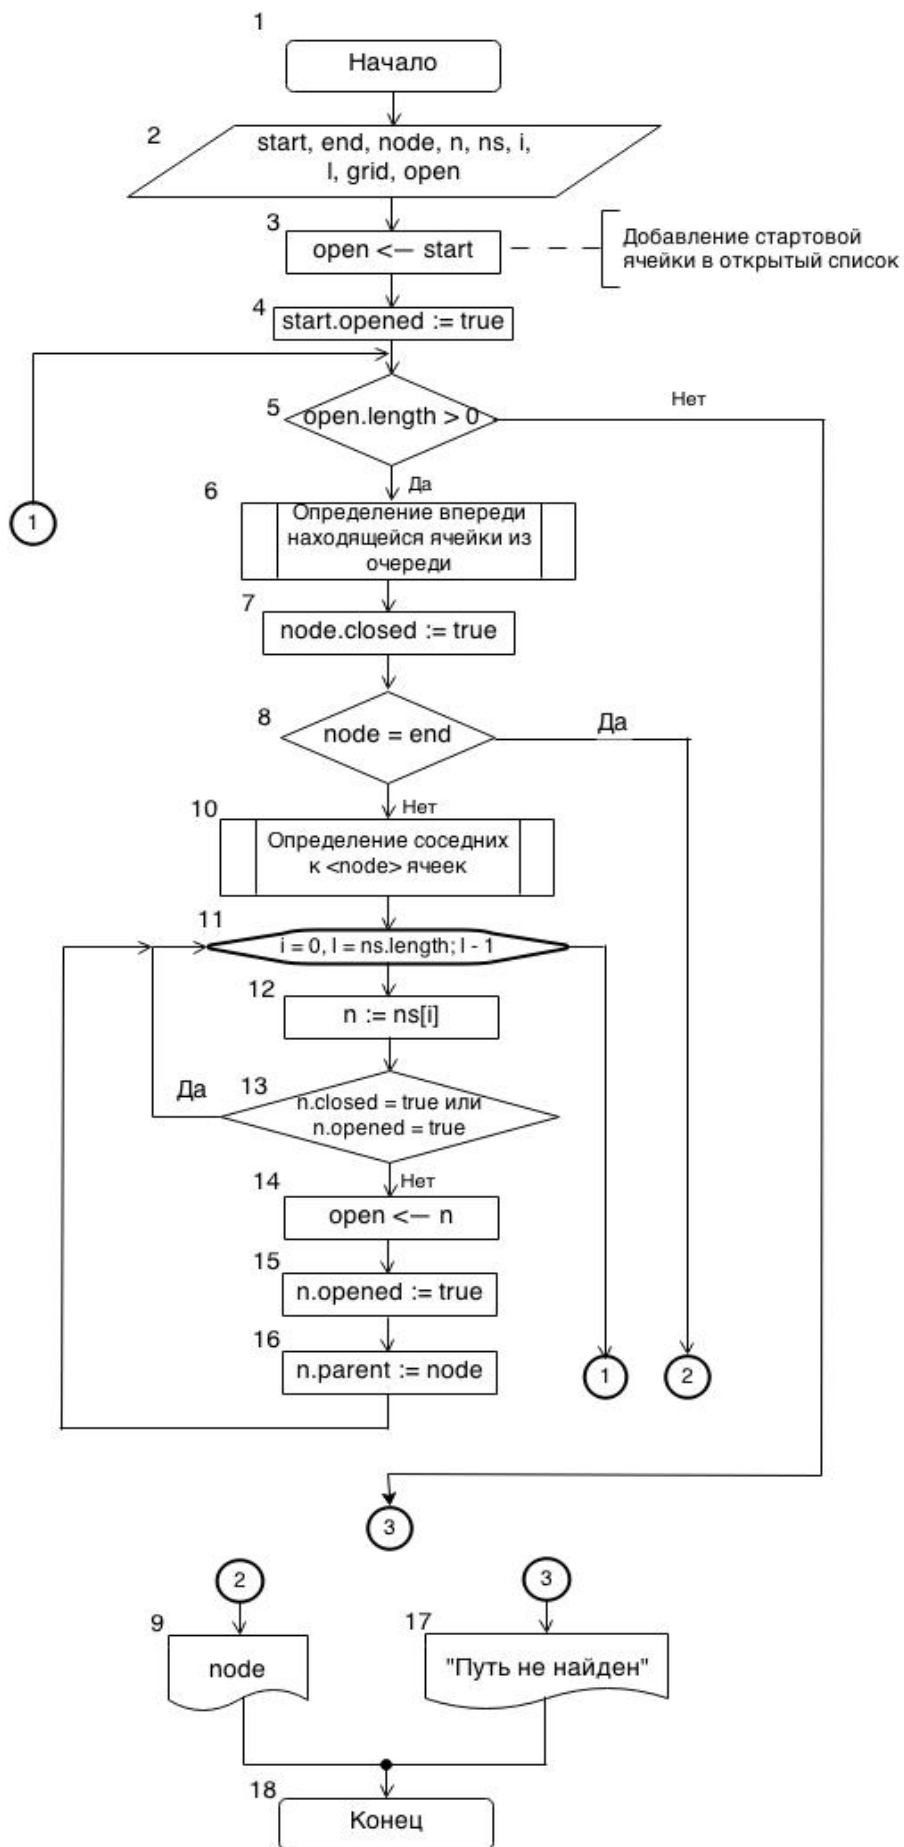 1
Начало
2
start, end, node, n, ns, i,
l, grid, open
3
open <— start
Добавление стартовой
ячейки в открытый список
4
start.opened := true
5
open.length > 0
Нет
Да
1
6
Определение впереди
находящейся ячейки из
очереди
7
node.closed := true
8
node = end
Да
Нет
10
Определение соседних
к <node> ячеек
11
i = 0, l = ns.length; l - 1
12
n := ns[i]
13
Да
n.closed = true или
n.opened = true
Нет
14
open <— n
15
n.opened := true
16
n.parent := node
1
2
3
2
3
9
node
17
"Путь не найден"
18
Конец